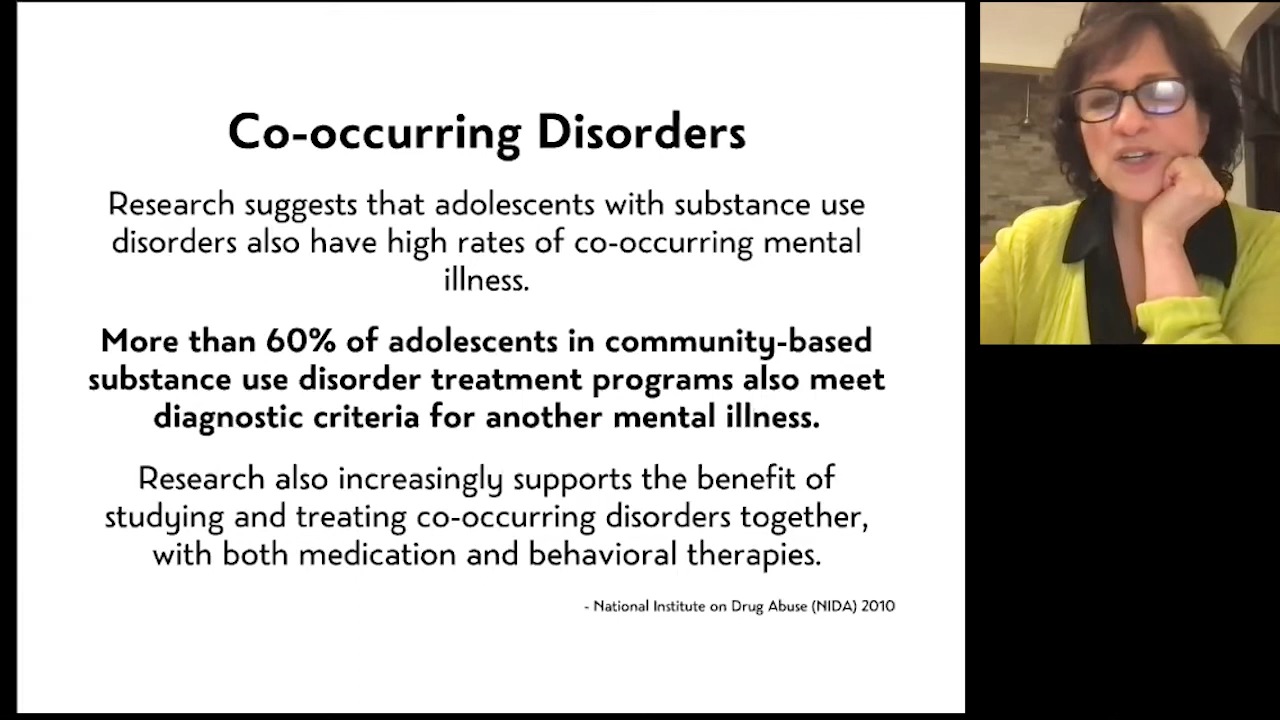 Co-occurring Disorders
Research suggests that adolescents with substance use
disorders also have high rates of co-occurring mental
illness.
More than 60% of adolescents in community-based
substance use disorder treatment programs also meet
diagnostic criteria for another mental illness.
Research also increasingly supports the benefit of
studying and treating co-occurring disorders together,
with both medication and behavioral therapies.
- National Institute on Drug Abuse (NIDA) 2010